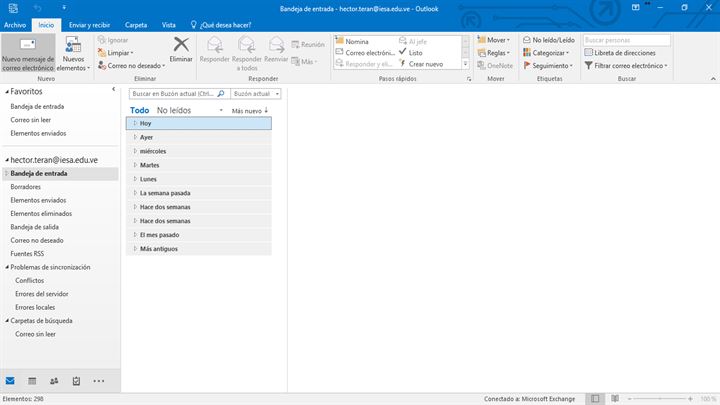 Bandeja de entrada - hector.teran@iesa.edu.ve - Outlook
Archivo Inicio Enviar y recibir Carpeta Vista ¿Qué desea hacer?
Nuevo mensaje de correo electrónico
Nuevos elementos
Nuevo
Ignorar
Limpiar
Correo no deseado
Eliminar
Eliminar
Responder
Responder a todos
Reenviar
Reunión
Más
Responder
Nomina
Correo electróni...
Responder y eli...
Al jefe
Listo
Crear nuevo
Pasos rápidos
Mover
Reglas
OneNote
Mover
No leído/Leído
Categorizar
Seguimiento
Etiquetas
Buscar personas
Libreta de direcciones
Filtrar correo electrónico
Buscar
Favoritos
Bandeja de entrada
Correo sin leer
Elementos enviados
hector.teran@iesa.edu.ve
Bandeja de entrada
Borradores
Elementos enviados
Elementos eliminados
Bandeja de salida
Correo no deseado
Fuentes RSS
Problemas de sincronización
Conflictos
Errores del servidor
Errores locales
Carpetas de búsqueda
Correo sin leer
Buscar en Buzón actual (Ctrl... Buzón actual
Todo No leídos Más nuevo
Hoy
Ayer
miércoles
Martes
Lunes
La semana pasada
Hace dos semanas
Hace dos semanas
El mes pasado
Más antiguos
Elementos: 298 Conectado a: Microsoft Exchange 100 %